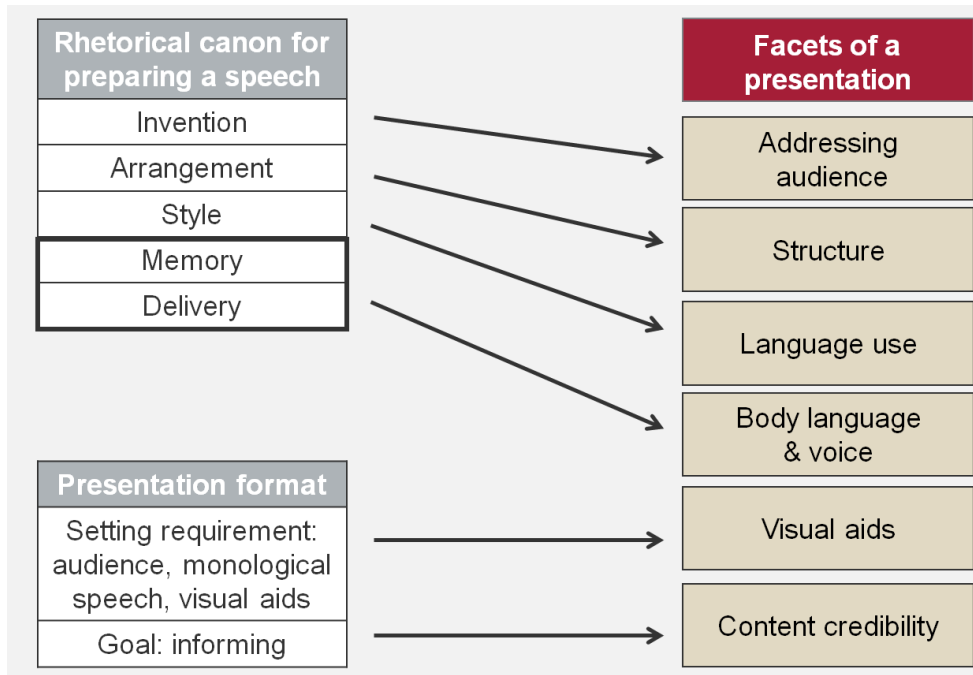 Rhetorical canon for
preparing a speech
Invention
Arrangement
Style
Memory
Delivery
Presentation format
Setting requirement:
audience, monological
speech, visual aids
Goal: informing
Facets of a
presentation
Addressing
audience
Structure
Language use
Body language
& voice
Visual aids
Content credibility